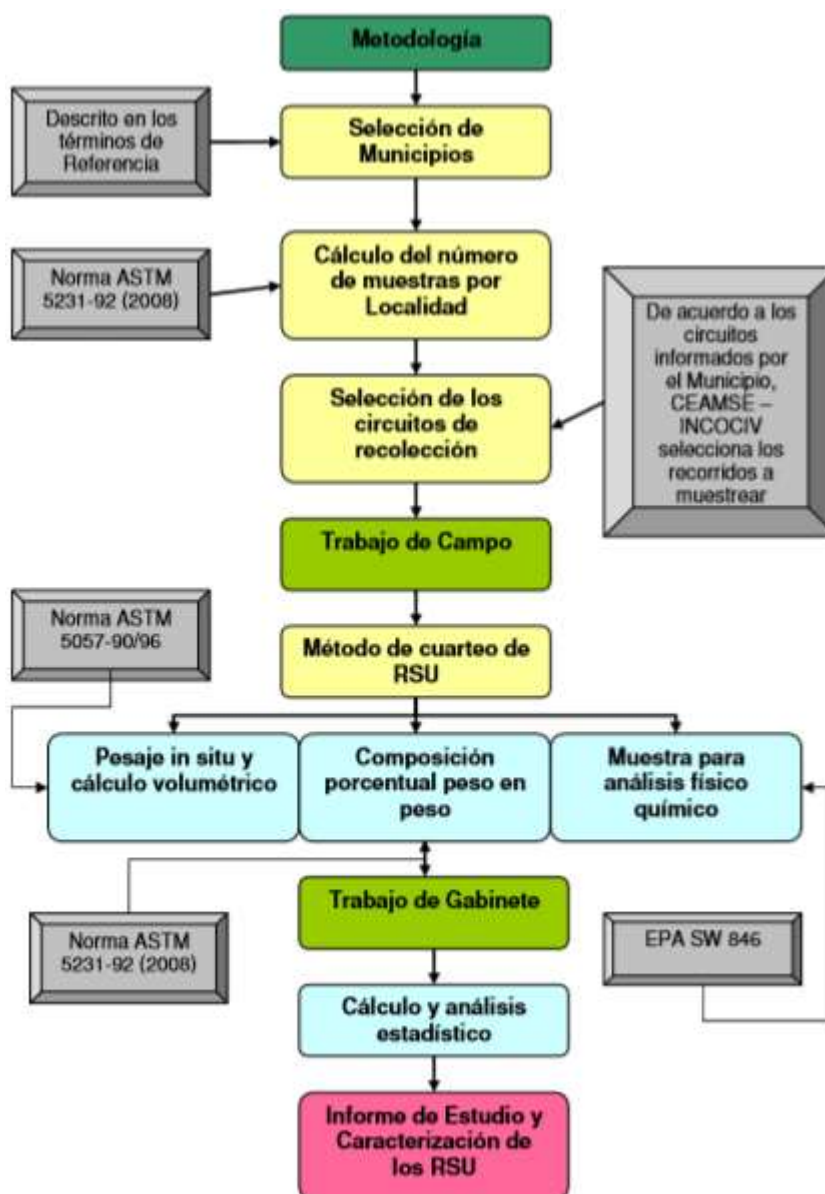 Metodología
Descrito en los
términos de
Referencia
Selección de
Municipios
Norma ASTM
5231-92 (2008)
Cálculo del número
de muestras por
Localidad
De acuerdo a los
circuitos
informados por
el Municipio,
CEAMSE –
INCOCIV
selecciona los
recorridos a
muestrear
Selección de los
circuitos de
recolección
Trabajo de Campo
Norma ASTM
5057-90/96
Método de cuarteo de
RSU
Pesaje in situ y
cálculo volumétrico
Composición
porcentual peso en
peso
Muestra para
análisis físico
químico
Trabajo de Gabinete
Norma ASTM
5231-92 (2008)
EPA SW 846
Cálculo y análisis
estadístico
Informe de Estudio y
Caracterización de
los RSU